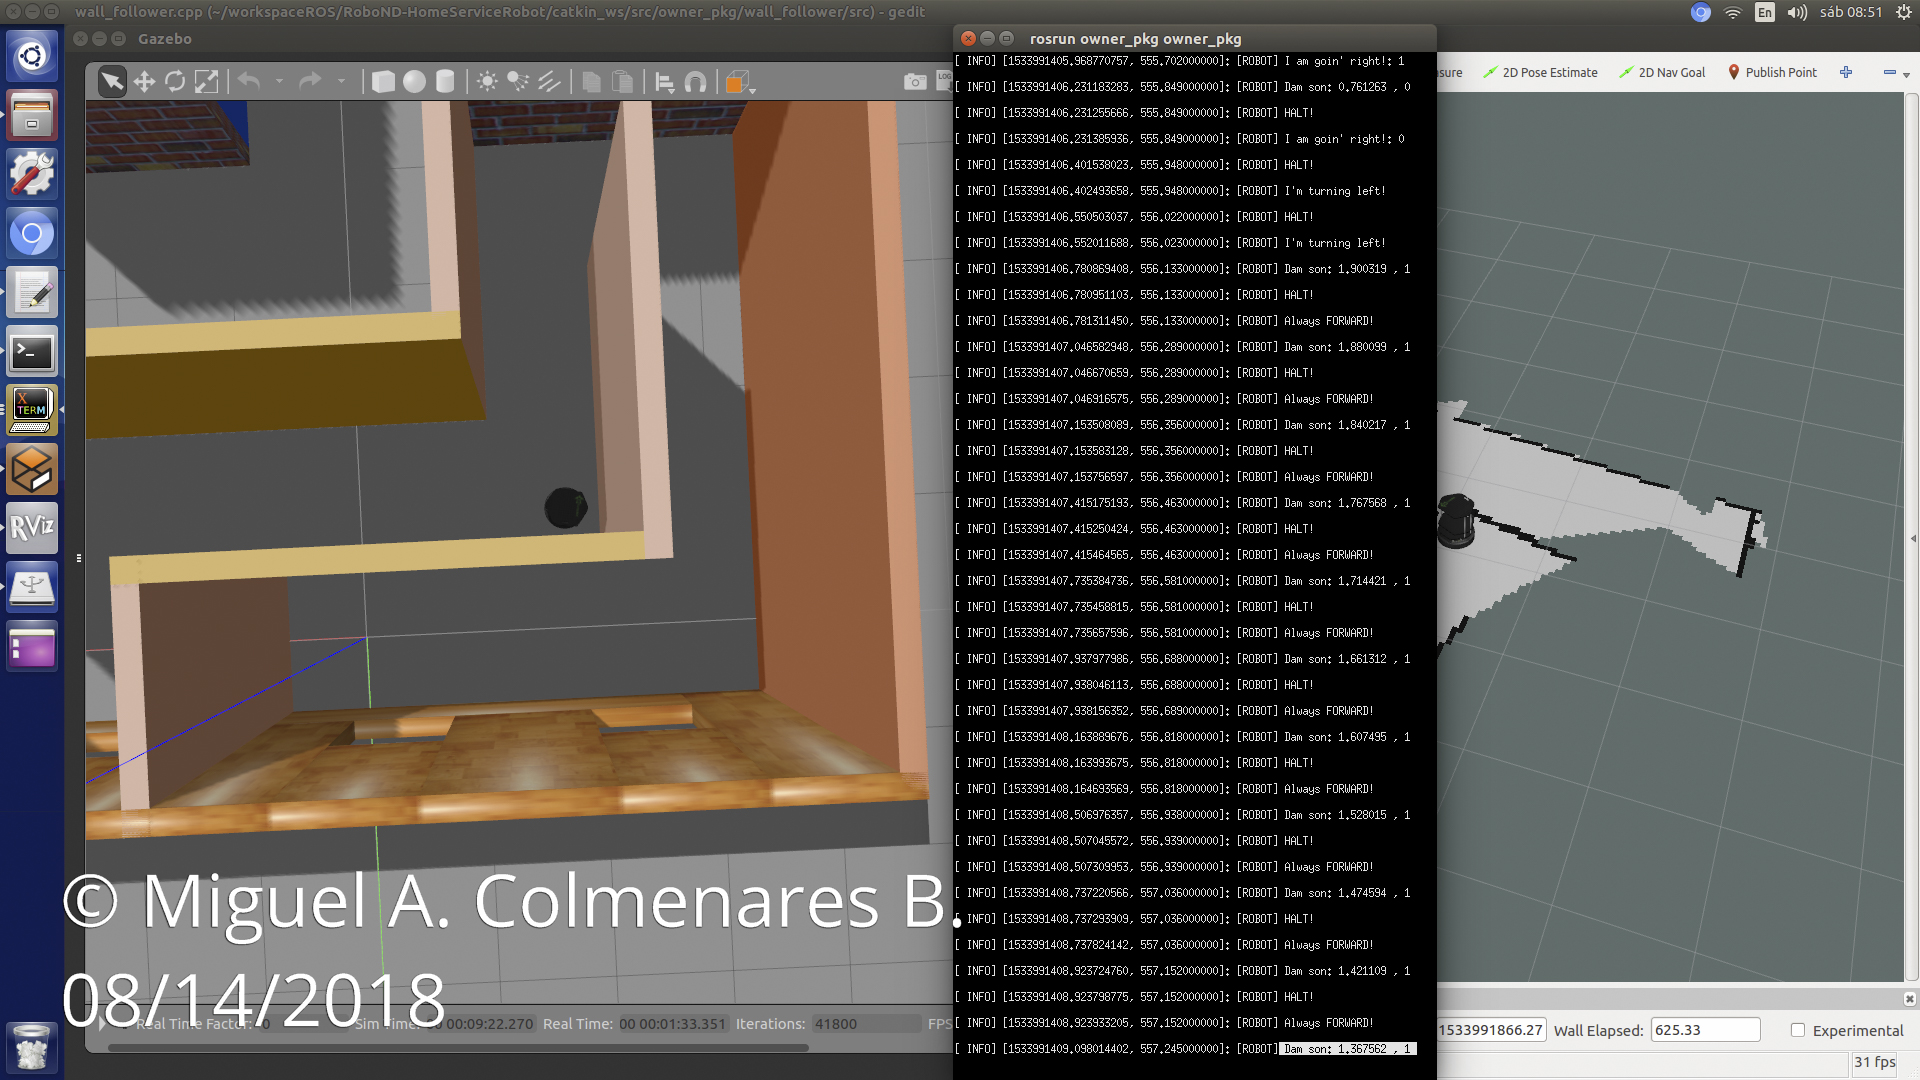 wall_follower.cpp (~/workspaceROS/RoboND-HomeServiceRobot/catkin_ws/src/owner_pkg/wall_follower/src) - gedit
En
sáb 08:51
Gazebo
LOG
rosrun owner_pkg owner_pkg
[ INFO] [1533991405.968770757, 555.702000000]: [ROBOT] I am goin' right!: 1
[ INFO] [1533991406.231183283, 555.849000000]: [ROBOT] Dam son: 0.761263 , 0
[ INFO] [1533991406.231255666, 555.849000000]: [ROBOT] HALT!
[ INFO] [1533991406.231385936, 555.849000000]: [ROBOT] I am goin' right!: 0
[ INFO] [1533991406.401538023, 555.948000000]: [ROBOT] HALT!
[ INFO] [1533991406.402493658, 555.948000000]: [ROBOT] I'm turning left!
[ INFO] [1533991406.550503037, 556.022000000]: [ROBOT] HALT!
[ INFO] [1533991406.552011688, 556.023000000]: [ROBOT] I'm turning left!
[ INFO] [1533991406.780869408, 556.133000000]: [ROBOT] Dam son: 1.900319 , 1
[ INFO] [1533991406.780951103, 556.133000000]: [ROBOT] HALT!
[ INFO] [1533991406.781311450, 556.133000000]: [ROBOT] Always FORWARD!
[ INFO] [1533991407.046582948, 556.289000000]: [ROBOT] Dam son: 1.880099 , 1
[ INFO] [1533991407.046670659, 556.289000000]: [ROBOT] HALT!
[ INFO] [1533991407.046916575, 556.289000000]: [ROBOT] Always FORWARD!
[ INFO] [1533991407.153508089, 556.356000000]: [ROBOT] Dam son: 1.840217 , 1
[ INFO] [1533991407.153583128, 556.356000000]: [ROBOT] HALT!
[ INFO] [1533991407.153756597, 556.356000000]: [ROBOT] Always FORWARD!
[ INFO] [1533991407.415175193, 556.463000000]: [ROBOT] Dam son: 1.767568 , 1
[ INFO] [1533991407.415250424, 556.463000000]: [ROBOT] HALT!
[ INFO] [1533991407.415464565, 556.463000000]: [ROBOT] Always FORWARD!
[ INFO] [1533991407.735384736, 556.581000000]: [ROBOT] Dam son: 1.714421 , 1
[ INFO] [1533991407.735458815, 556.581000000]: [ROBOT] HALT!
[ INFO] [1533991407.735657596, 556.581000000]: [ROBOT] Always FORWARD!
[ INFO] [1533991407.937977986, 556.688000000]: [ROBOT] Dam son: 1.661312 , 1
[ INFO] [1533991407.938046113, 556.688000000]: [ROBOT] HALT!
[ INFO] [1533991407.938156352, 556.689000000]: [ROBOT] Always FORWARD!
[ INFO] [1533991408.163889676, 556.818000000]: [ROBOT] Dam son: 1.607495 , 1
[ INFO] [1533991408.163993675, 556.818000000]: [ROBOT] HALT!
[ INFO] [1533991408.164693569, 556.818000000]: [ROBOT] Always FORWARD!
[ INFO] [1533991408.506976357, 556.938000000]: [ROBOT] Dam son: 1.528015 , 1
[ INFO] [1533991408.507045572, 556.939000000]: [ROBOT] HALT!
[ INFO] [1533991408.507309953, 556.939000000]: [ROBOT] Always FORWARD!
[ INFO] [1533991408.737220566, 557.036000000]: [ROBOT] Dam son: 1.474594 , 1
[ INFO] [1533991408.737293909, 557.036000000]: [ROBOT] HALT!
[ INFO] [1533991408.737824142, 557.036000000]: [ROBOT] Always FORWARD!
[ INFO] [1533991408.923724760, 557.152000000]: [ROBOT] Dam son: 1.421109 , 1
[ INFO] [1533991408.923798775, 557.152000000]: [ROBOT] HALT!
[ INFO] [1533991408.923933205, 557.152000000]: [ROBOT] Always FORWARD!
[ INFO] [1533991409.098014402, 557.245000000]: [ROBOT] Dam son: 1.367562 , 1
2D Pose Estimate
2D Nav Goal
Publish Point
X TERM
RViz
© Miguel A. Colmenares B.
08/14/2018
Real Time Factor:
Sim Time: 00 00:09:22.270
Real Time: 00 00:01:33.351
Iterations: 41800
FPS
1533991866.27
Wall Elapsed: 625.33
Experimental
31 fps